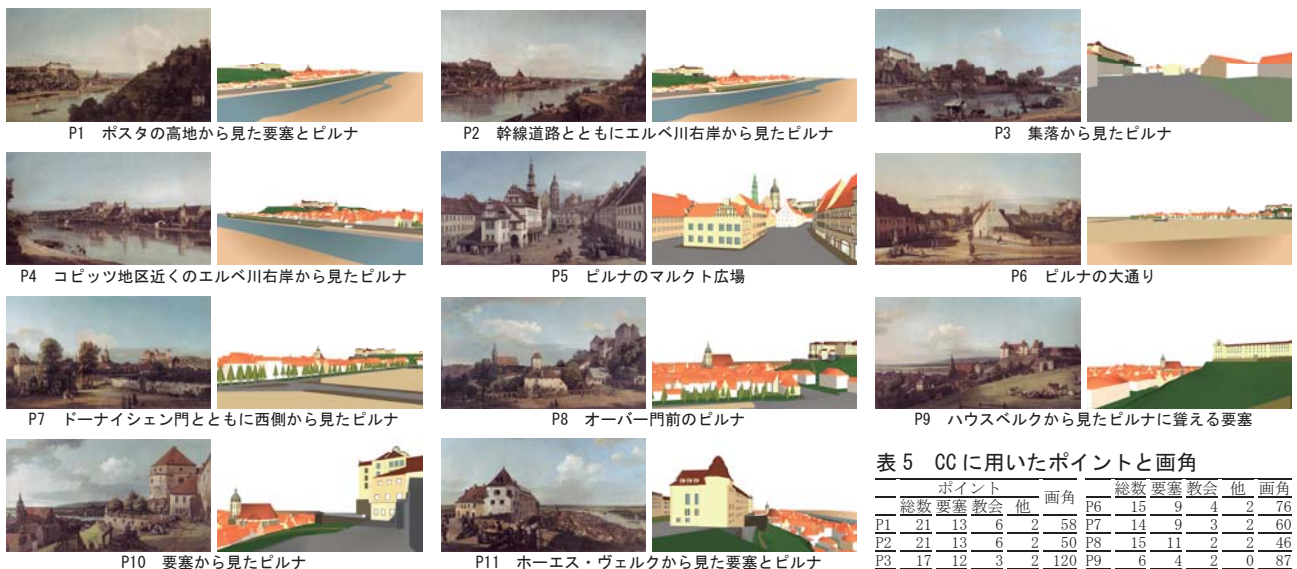 P1 ポスタの高地から見た要塞とピルナ
P2 幹線道路とともにエルベ川右岸から見たピルナ
P3 集落から見たピルナ
P4 コピッツ地区近くのエルベ川右岸から見たピルナ
P5 ピルナのマルクト広場
P6 ピルナの大通り
P7 ドーナイシェン門とともに西側から見たピルナ
P8 オーバー門前のピルナ
P9 ハウスベルクから見たピルナに聳える要塞
P10 要塞から見たピルナ
P11 ホーエス・ヴェルクから見た要塞とピルナ
表5 CCに用いたポイントと画角
ポイント 画角
総数 要塞 教会 他
P1 21 13 6 2 58
P2 21 13 6 2 50
P3 17 12 3 2 120
総数 要塞 教会 他 画角
P6 15 9 4 2 76
P7 14 9 3 2 60
P8 15 11 2 2 46
P9 6 4 2 0 87